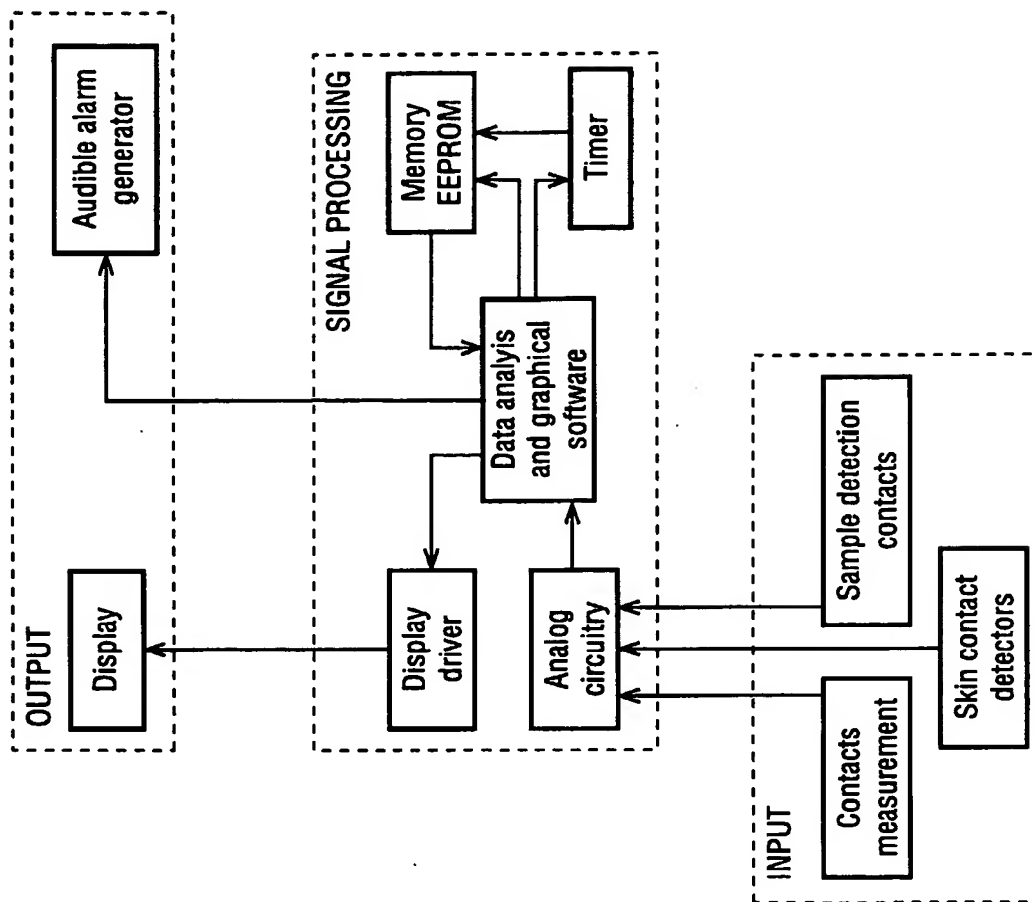 OUTPUT
Display
Audible alarm
generator
SIGNAL PROCESSING
Display
driver
Memory
EEPROM
Data analyis
and graphical
software
Analog
circuitry
Timer
INPUT
Contacts
measurement
Sample detection
contacts
Skin contact
detectors